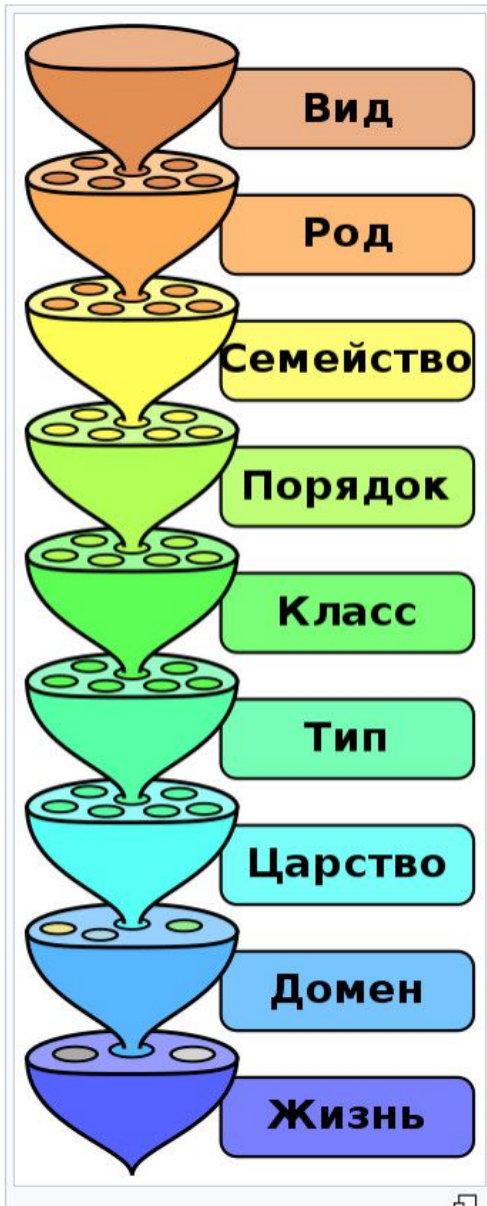 Вид
Род
Семейство
Порядок
Класс
Тип
Царство
Домен
Жизнь